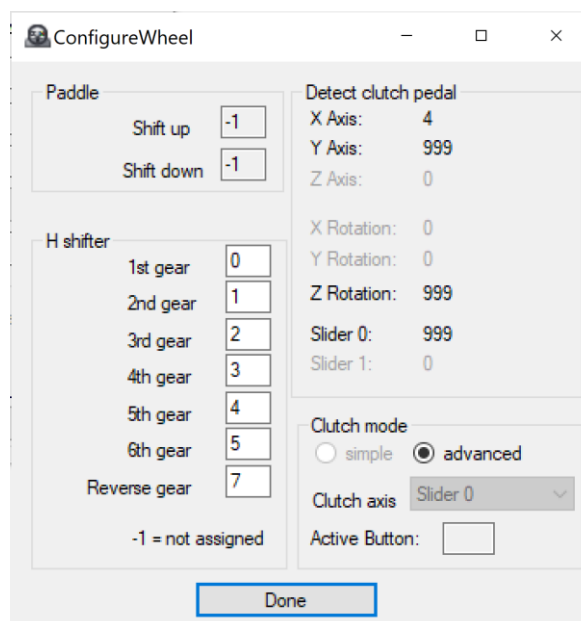 ConfigureWheel
Paddle
Shift up -1
Shift down -1
H shifter
1st gear 0
2nd gear 1
3rd gear 2
4th gear 3
5th gear 4
6th gear 5
Reverse gear 7
-1 = not assigned
Detect clutch pedal
X Axis: 4
Y Axis: 999
Z Axis: 0
X Rotation: 0
Y Rotation: 0
Z Rotation: 999
Slider 0: 999
Slider 1: 0
Clutch mode
simple advanced
Clutch axis Slider 0
Active Button:
Done